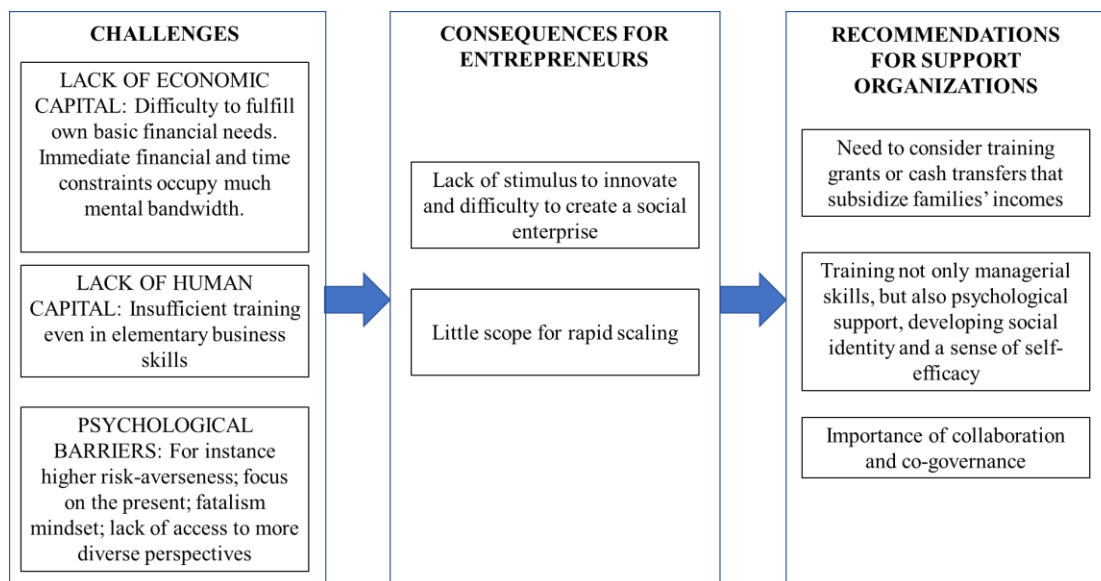 CHALLENGES
LACK OF ECONOMIC
CAPITAL: Difficulty to fulfill
own basic financial needs.
Immediate financial and time
constraints occupy much
mental bandwidth.
LACK OF HUMAN
CAPITAL: Insufficient training
even in elementary business
skills
PSYCHOLOGICAL
BARRIERS: For instance
higher risk-averseness; focus
on the present; fatalism
mindset; lack of access to more
diverse perspectives
CONSEQUENCES FOR
ENTREPRENEURS
Lack of stimulus to innovate
and difficulty to create a social
enterprise
Little scope for rapid scaling
RECOMMENDATIONS
FOR SUPPORT
ORGANIZATIONS
Need to consider training
grants or cash transfers that
subsidize families’ incomes
Training not only managerial
skills, but also psychological
support, developing social
identity and a sense of self-
efficacy
Importance of collaboration
and co-governance